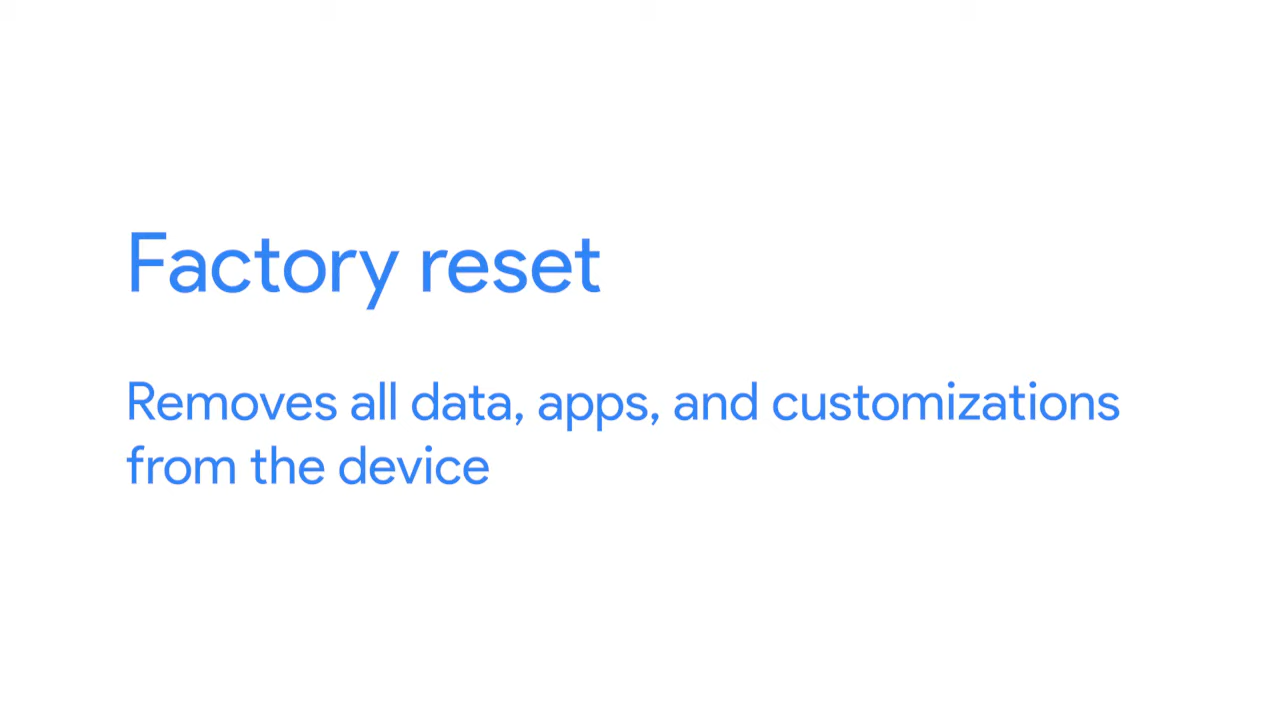 Factory reset
Removes all data, apps, and customizations
from the device